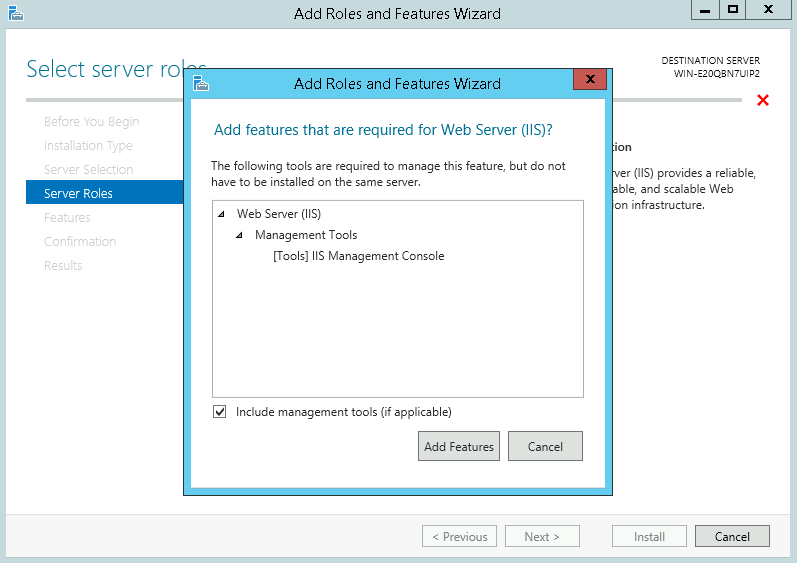 Add Roles and Features Wizard
Select server roles
DESTINATION SERVER
WIN-E20QBN7UIP2
Before You Begin
Installation Type
Server Selection
Server Roles
Features
Confirmation
Results
Add Roles and Features Wizard
Add features that are required for Web Server (IIS)?
The following tools are required to manage this feature, but do not
have to be installed on the same server.
Web Server (IIS)
Management Tools
[Tools] IIS Management Console
Include management tools (if applicable)
Add Features
Cancel
ion
ver (IIS) provides a reliable,
able, and scalable Web
ion infrastructure.
< Previous
Next >
Install
Cancel